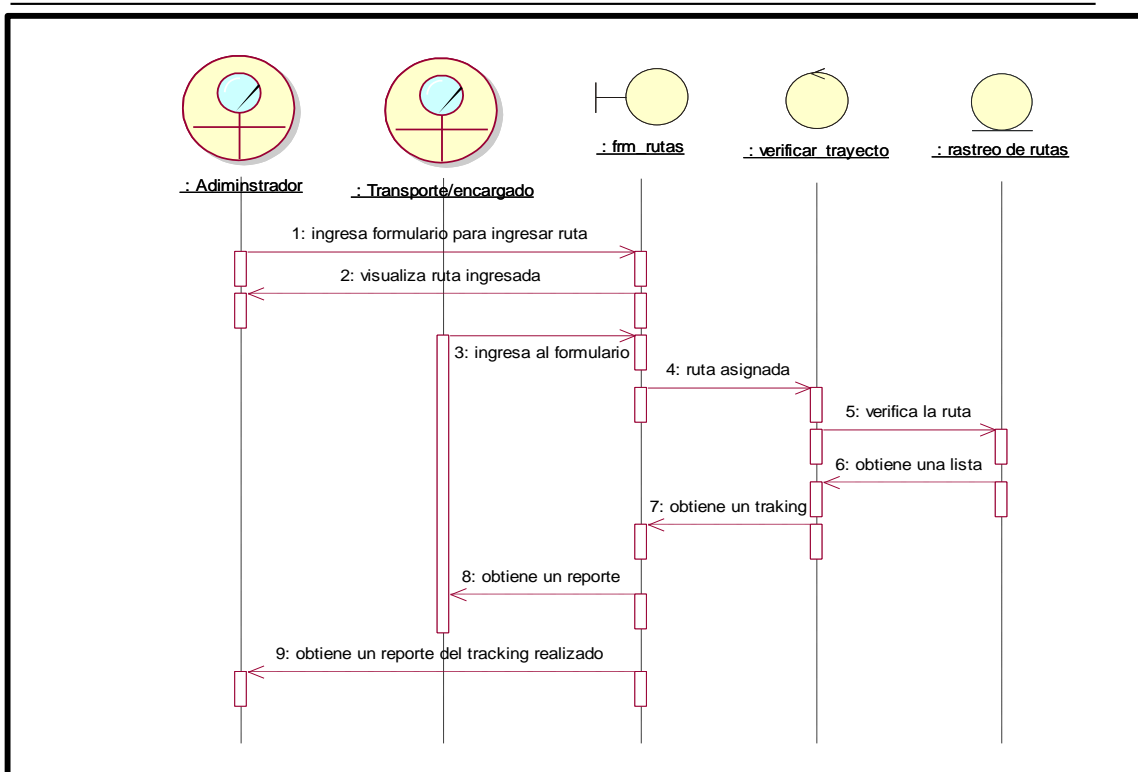 : frm_rutas
: verificar_trayecto
: rastreo de rutas
: Adiminstrador
: Transporte/encargado
1: ingresa formulario para ingresar ruta
2: visualiza ruta ingresada
3: ingresa al formulario
4: ruta asignada
5: verifica la ruta
6: obtiene una lista
7: obtiene un traking
8: obtiene un reporte
9: obtiene un reporte del tracking realizado